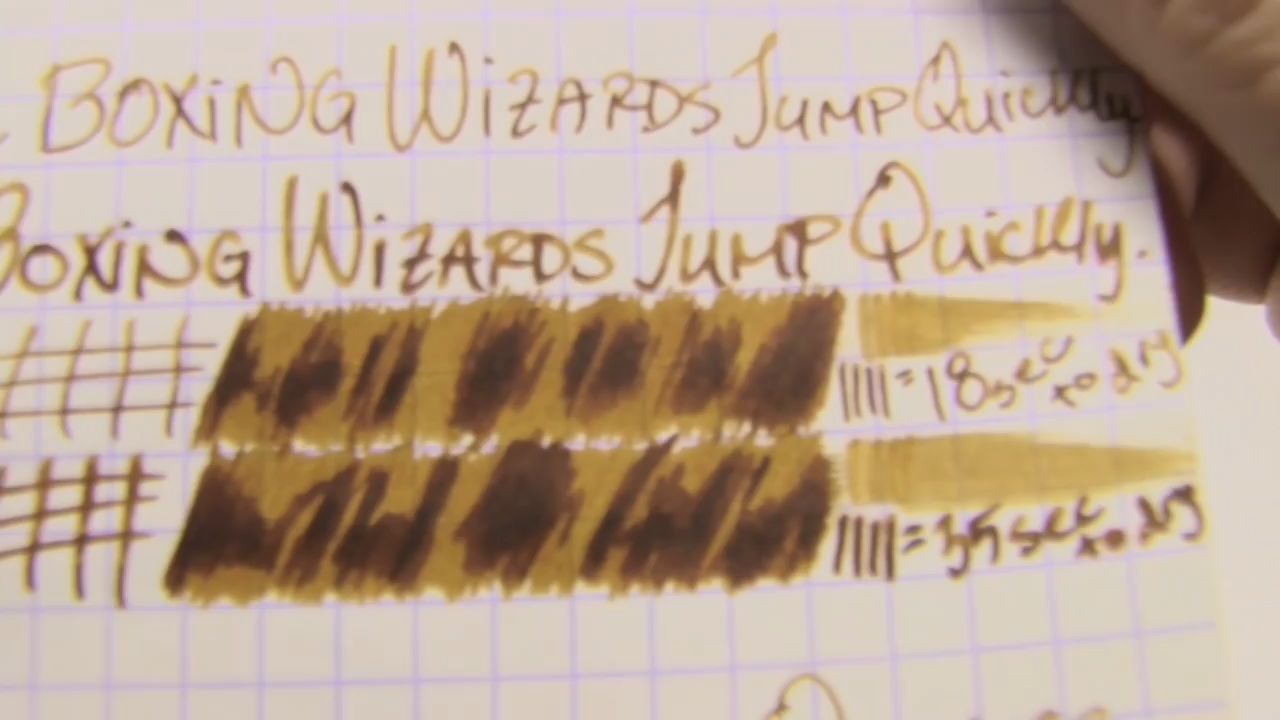 BOXING WIZARDS JUMP QUICKLY
BOXING WIZARDS JUMP QUICKLY.
= 18 sec to dry
= 35 sec to dry